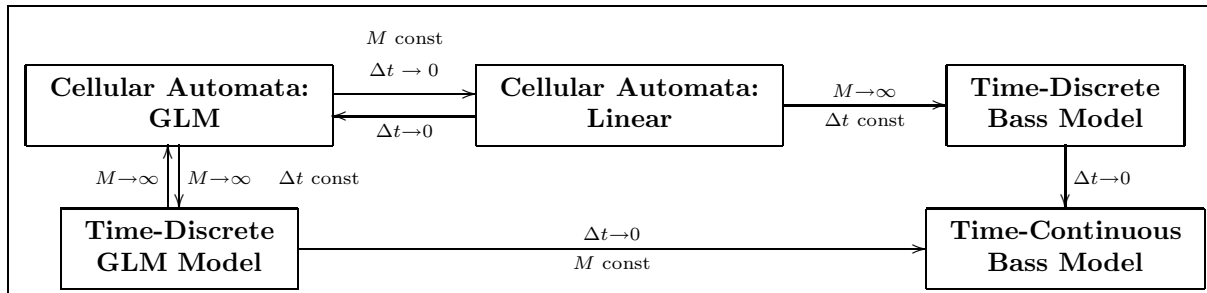 M const
Δt → 0
Cellular Automata:
GLM
Cellular Automata:
Linear
Time-Discrete
Bass Model
M→∞
Δt const
Δt→0
M→∞
M→∞ Δt const
Δt→0
Time-Discrete
GLM Model
Δt→0
M const
Time-Continuous
Bass Model